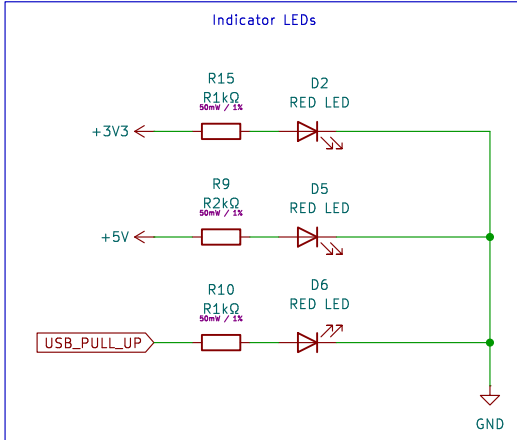 Indicator LEDs
R15
R1kΩ
50mW / 1%
D2
RED LED
+3V3
R9
R2kΩ
50mW / 1%
D5
RED LED
+5V
R10
R1kΩ
50mW / 1%
D6
RED LED
USB_PULL_UP
GND